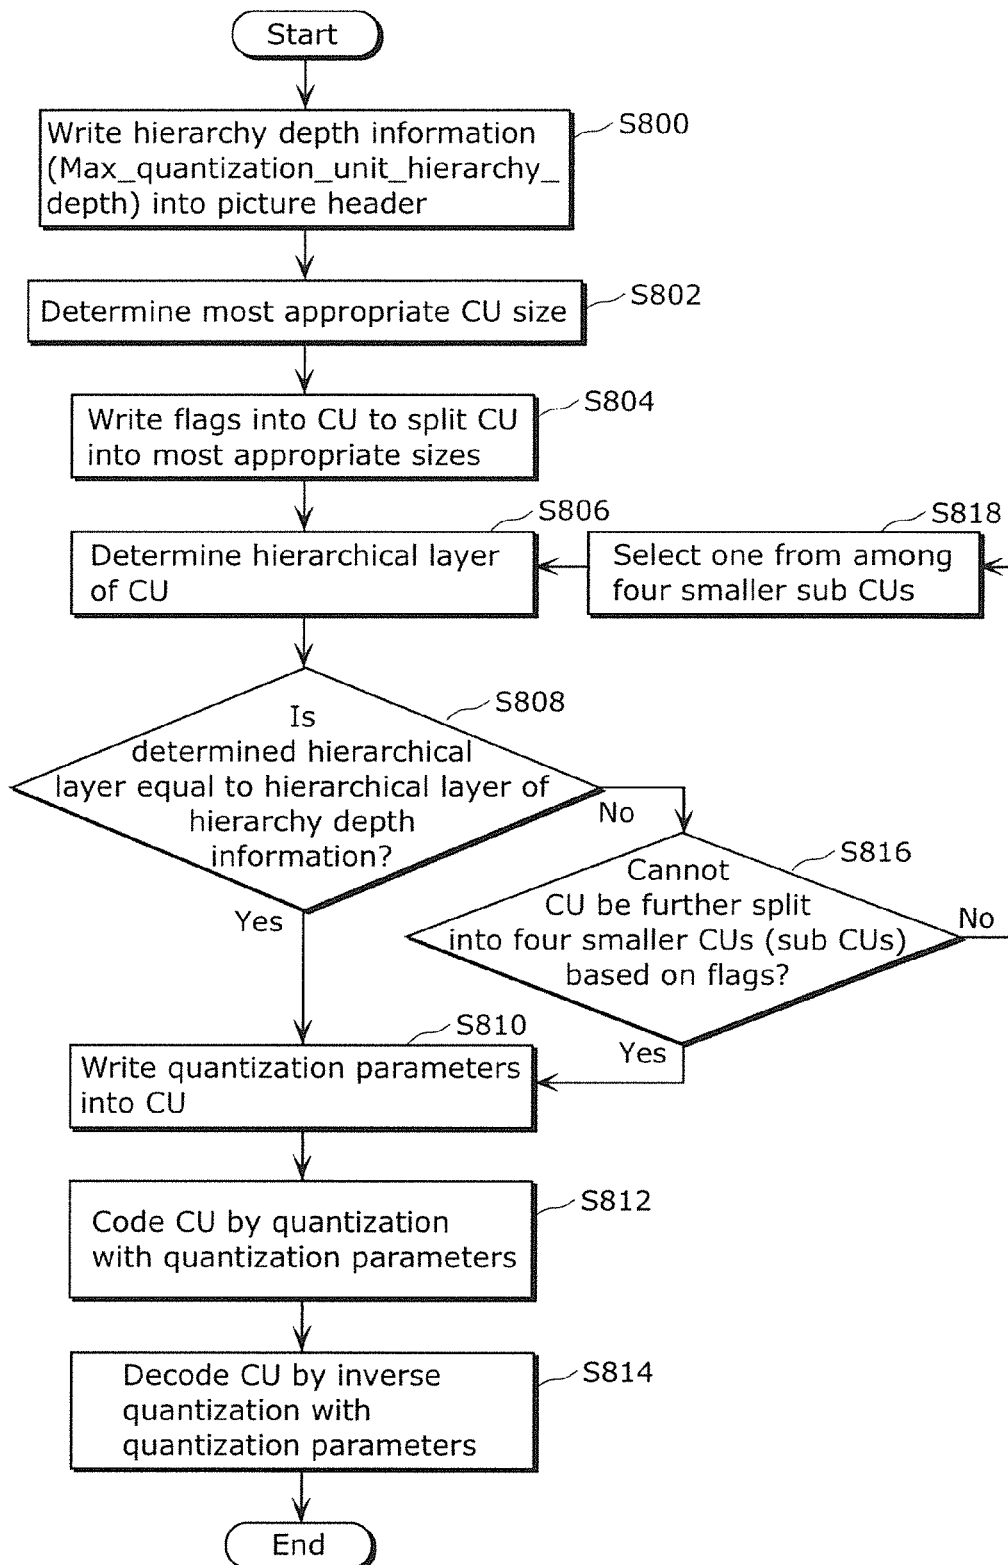 Start
S800
Write hierarchy depth information
(Max_quantization_unit_hierarchy_
depth) into picture header
S802
Determine most appropriate CU size
S804
Write flags into CU to split CU
into most appropriate sizes
S806
Determine hierarchical layer
of CU
S818
Select one from among
four smaller sub CUs
S808
Is
determined hierarchical
layer equal to hierarchical layer of
hierarchy depth
information?
No
Yes
S816
Cannot
CU be further split
into four smaller CUs (sub CUs)
based on flags?
No
Yes
S810
Write quantization parameters
into CU
S812
Code CU by quantization
with quantization parameters
S814
Decode CU by inverse
quantization with
quantization parameters
End